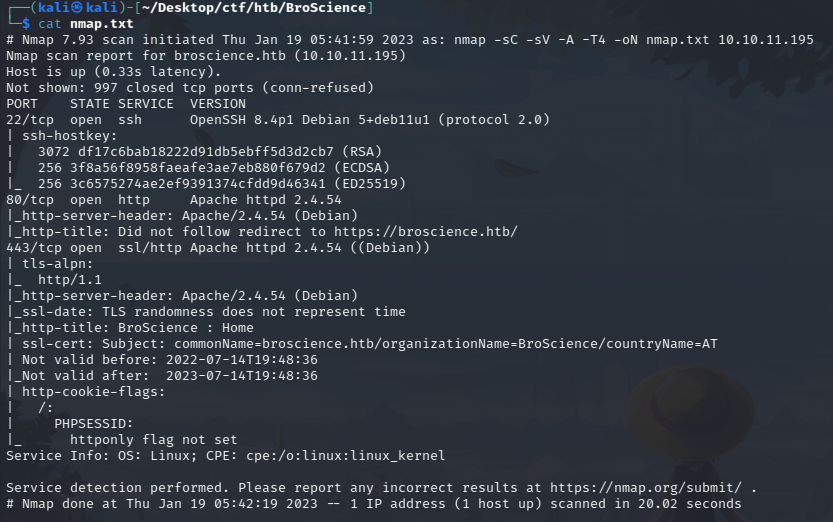 ┌──(kali㉿kali)-[~/Desktop/ctf/htb/BroScience]
└─$ cat nmap.txt
# Nmap 7.93 scan initiated Thu Jan 19 05:41:59 2023 as: nmap -sC -sV -A -T4 -oN nmap.txt 10.10.11.195
Nmap scan report for broscience.htb (10.10.11.195)
Host is up (0.33s latency).
Not shown: 997 closed tcp ports (conn-refused)
PORT    STATE SERVICE  VERSION
22/tcp  open  ssh      OpenSSH 8.4p1 Debian 5+deb11u1 (protocol 2.0)
| ssh-hostkey:
|   3072 df17c6bab18222d91db5ebff5d3d2cb7 (RSA)
|   256 3f8a56f8958faeafe3ae7eb880f679d2 (ECDSA)
|_  256 3c6575274ae2ef9391374cfdd9d46341 (ED25519)
80/tcp  open  http     Apache httpd 2.4.54
|_http-server-header: Apache/2.4.54 (Debian)
|_http-title: Did not follow redirect to https://broscience.htb/
443/tcp open  ssl/http Apache httpd 2.4.54 ((Debian))
| tls-alpn:
|_  http/1.1
|_http-server-header: Apache/2.4.54 (Debian)
|_ssl-date: TLS randomness does not represent time
|_http-title: BroScience : Home
| ssl-cert: Subject: commonName=broscience.htb/organizationName=BroScience/countryName=AT
| Not valid before: 2022-07-14T19:48:36
|_Not valid after:  2023-07-14T19:48:36
| http-cookie-flags:
|   /:
|     PHPSESSID:
|_      httponly flag not set
Service Info: OS: Linux; CPE: cpe:/o:linux:linux_kernel

Service detection performed. Please report any incorrect results at https://nmap.org/submit/ .
# Nmap done at Thu Jan 19 05:42:19 2023 -- 1 IP address (1 host up) scanned in 20.02 seconds